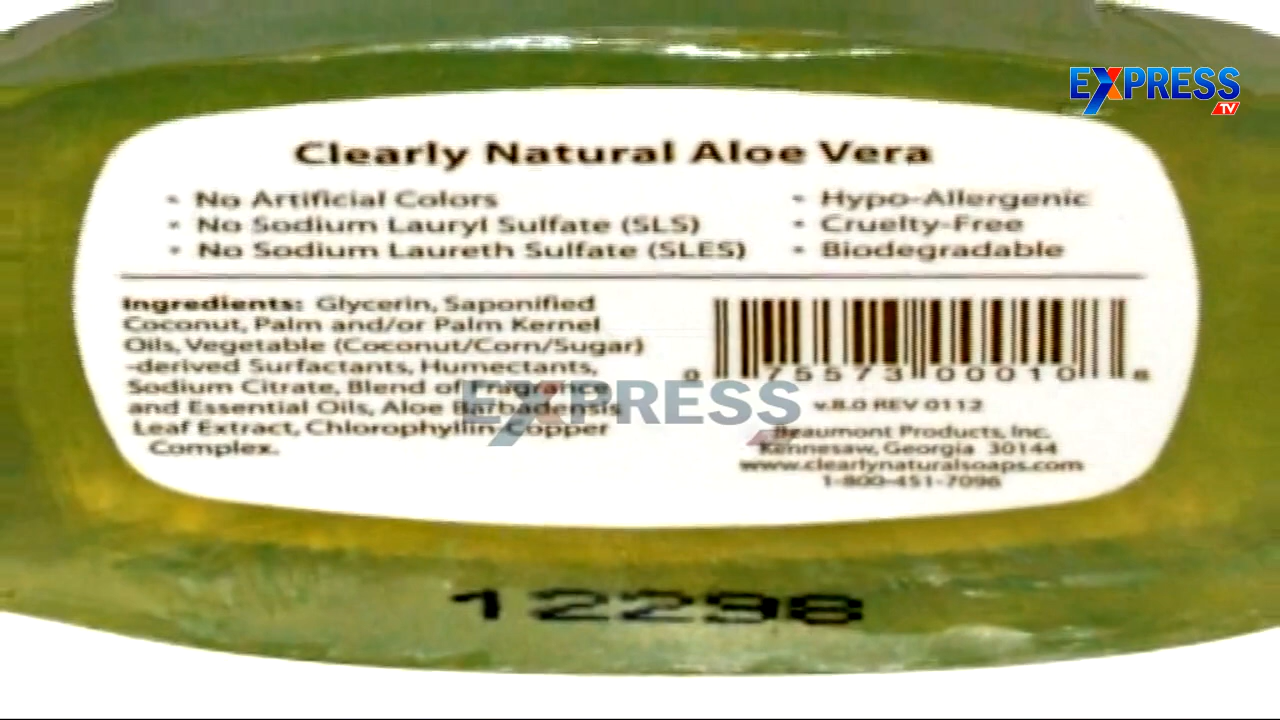 EXPRESS
TV
Clearly Natural Aloe Vera
• No Artificial Colors
• No Sodium Lauryl Sulfate (SLS)
• No Sodium Laureth Sulfate (SLES)
• Hypo-Allergenic
• Cruelty-Free
• Biodegradable
Ingredients: Glycerin, Saponified
Coconut, Palm and/or Palm Kernel
Oils, Vegetable (Coconut/Corn/Sugar)
-derived Surfactants, Humectants,
Sodium Citrate, Blend of Fragrance
and Essential Oils, Aloe Barbadensis
Leaf Extract, Chlorophyllin Copper
Complex.
0 75573 00010 6
v.8.0 REV 0112
Beaumont Products, Inc.
Kennesaw, Georgia 30144
www.clearlynaturalsoaps.com
1-800-451-7096
EXPRESS
12298